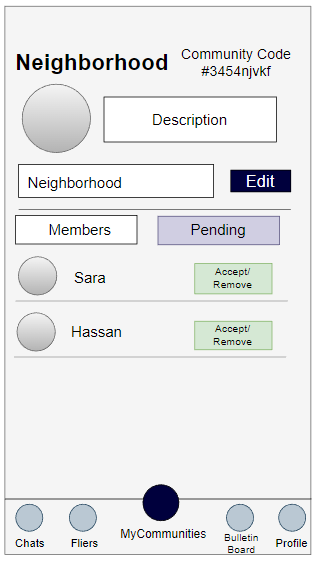 Neighborhood
Community Code
#3454njvkf
Description
Neighborhood
Edit
Members
Pending
Sara
Accept/
Remove
Hassan
Accept/
Remove
Chats
Fliers
MyCommunities
Bulletin
Board
Profile